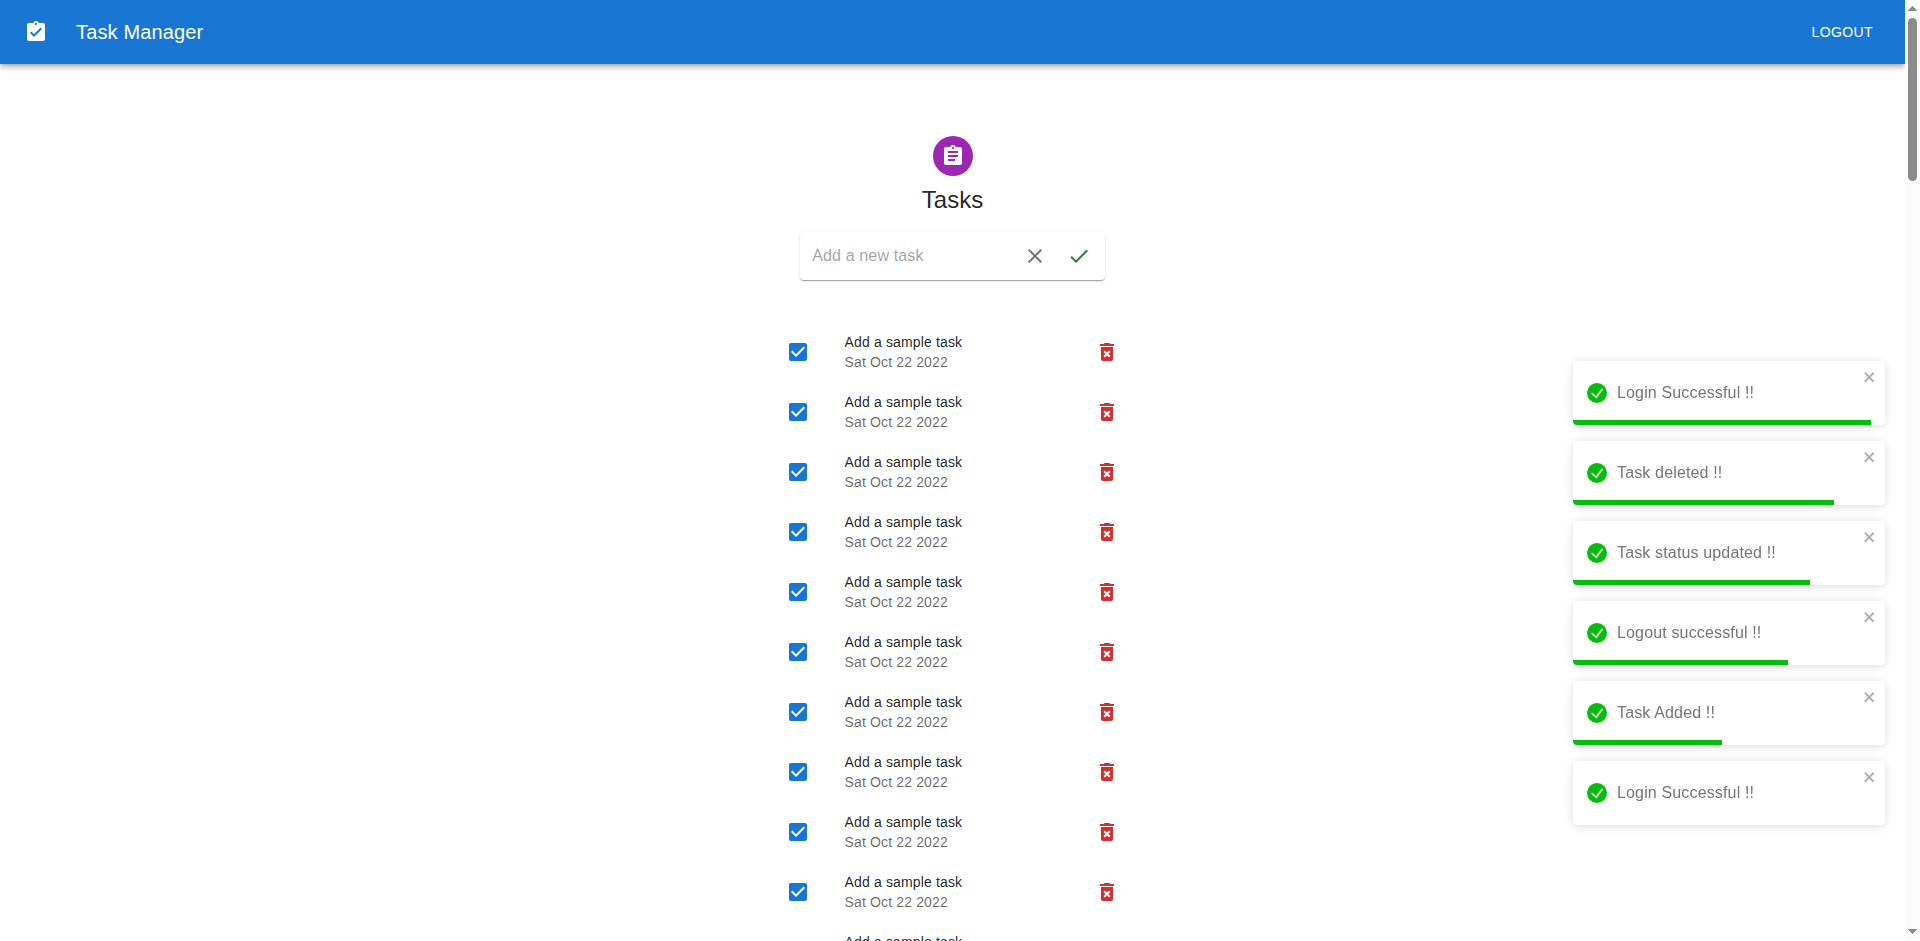 Task Manager
LOGOUT
Tasks
Add a new task
Add a sample task
Sat Oct 22 2022
Add a sample task
Sat Oct 22 2022
Add a sample task
Sat Oct 22 2022
Add a sample task
Sat Oct 22 2022
Add a sample task
Sat Oct 22 2022
Add a sample task
Sat Oct 22 2022
Add a sample task
Sat Oct 22 2022
Add a sample task
Sat Oct 22 2022
Add a sample task
Sat Oct 22 2022
Add a sample task
Sat Oct 22 2022
Add a sample task
Login Successful !!
Task deleted !!
Task status updated !!
Logout successful !!
Task Added !!
Login Successful !!